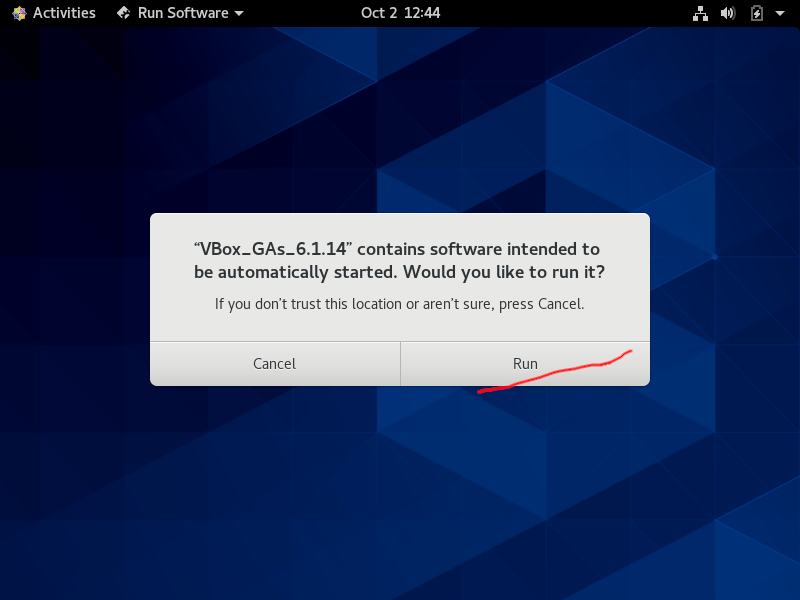 Activities Run Software Oct 2 12:44
“VBox_GAs_6.1.14” contains software intended to
be automatically started. Would you like to run it?
If you don’t trust this location or aren’t sure, press Cancel.
Cancel Run